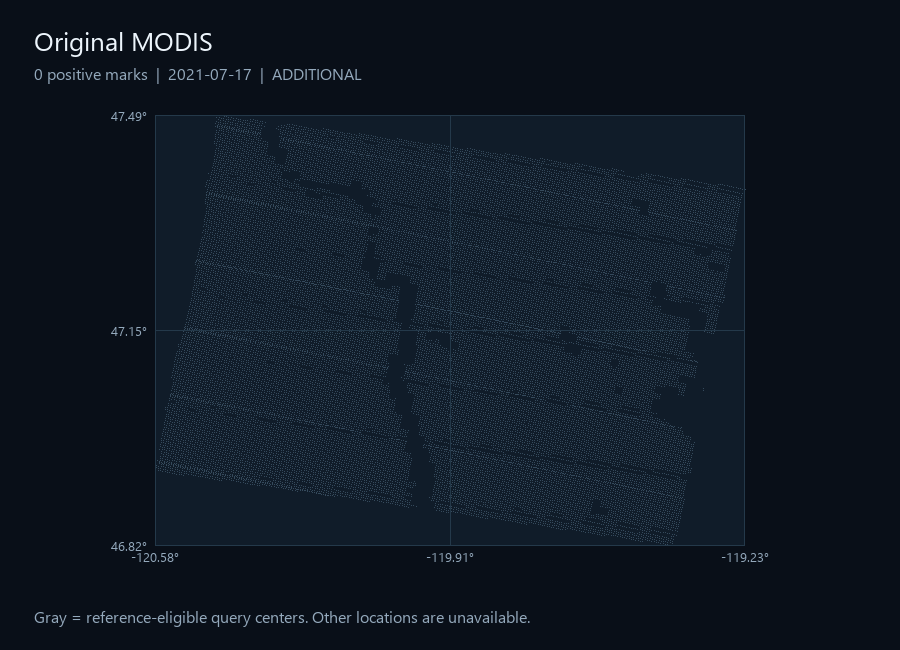 Original MODIS
0 positive marks | 2021-07-17 | ADDITIONAL
47.49°
47.15°
46.82°
-120.58°
-119.91°
-119.23°
Gray = reference-eligible query centers. Other locations are unavailable.